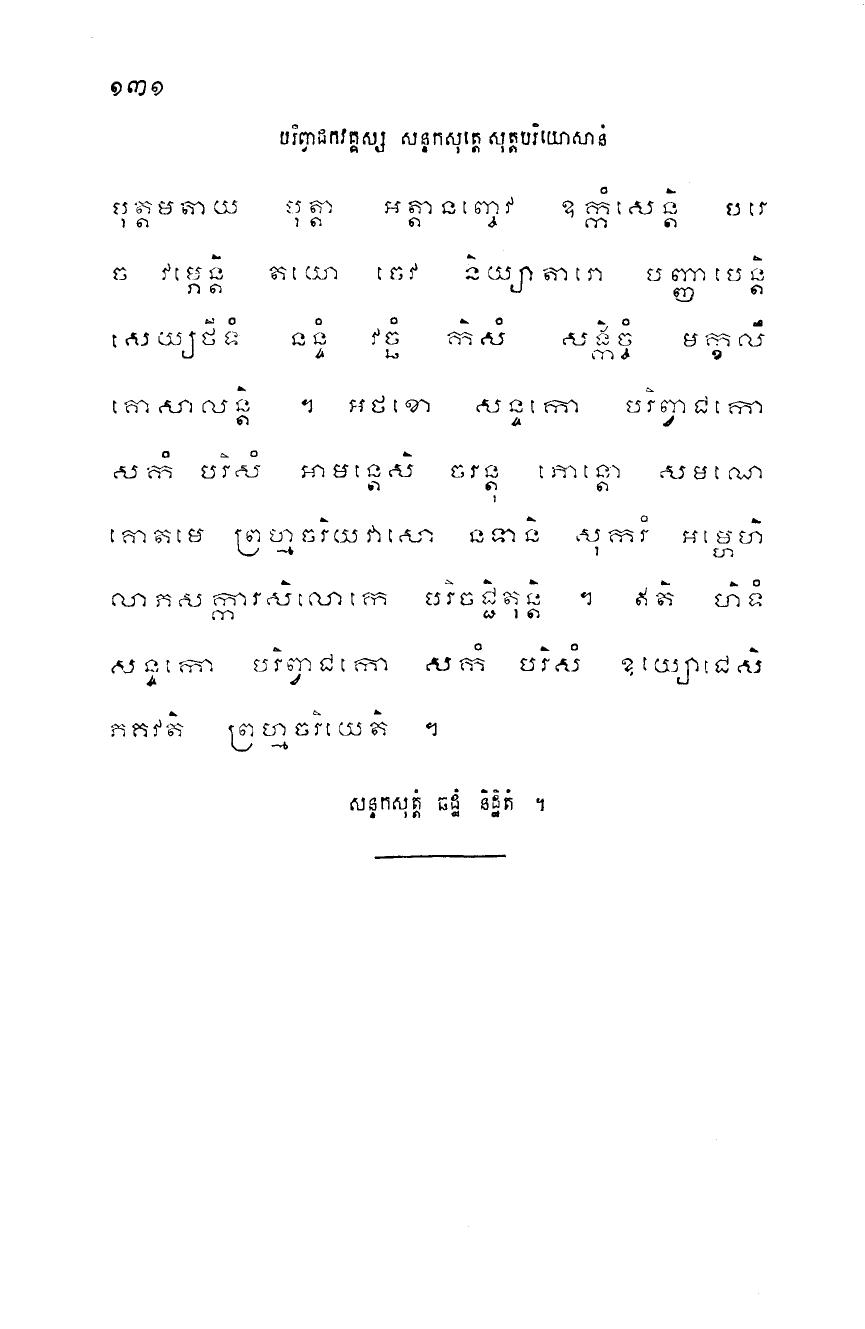 ១៣១
បរិព្វាជកវគ្គស្ស សន្ទកសុត្តេ សុត្តបរិយោសានំ
បុត្តមតាយ បុត្តា អត្តានញ្ចេវ ឧក្កំសេន្តិ បរេ
ច វម្ភេន្តិ តយោ ចេវ និយ្យាតារោ បញ្ញាបេន្តិ
សេយ្យថីទំ នន្ទំ វច្ឆំ កិសំ សង្កិច្ចំ មក្ខលឹ
គោសាលន្តិ ។ អថខោ សន្ទកោ បរិព្វាជកោ
សកំ បរិសំ អាមន្តេសិ ចរន្តុ ភោន្តោ សមណេ
គោតមេ ព្រហ្មចរិយវាសោ នទានិ សុករំ អម្ហេហិ
លាភសក្ការសិលោកេ បរិចជ្ជិតុន្តិ ។ ឥតិ ហិទំ
សន្ទកោ បរិព្វាជកោ សកំ បរិសំ ឧយ្យោជេសិ
ភគវតិ ព្រហ្មចរិយេតិ ។
សន្ទកសុត្តំ ឆដ្ឋំ និដ្ឋិតំ ។